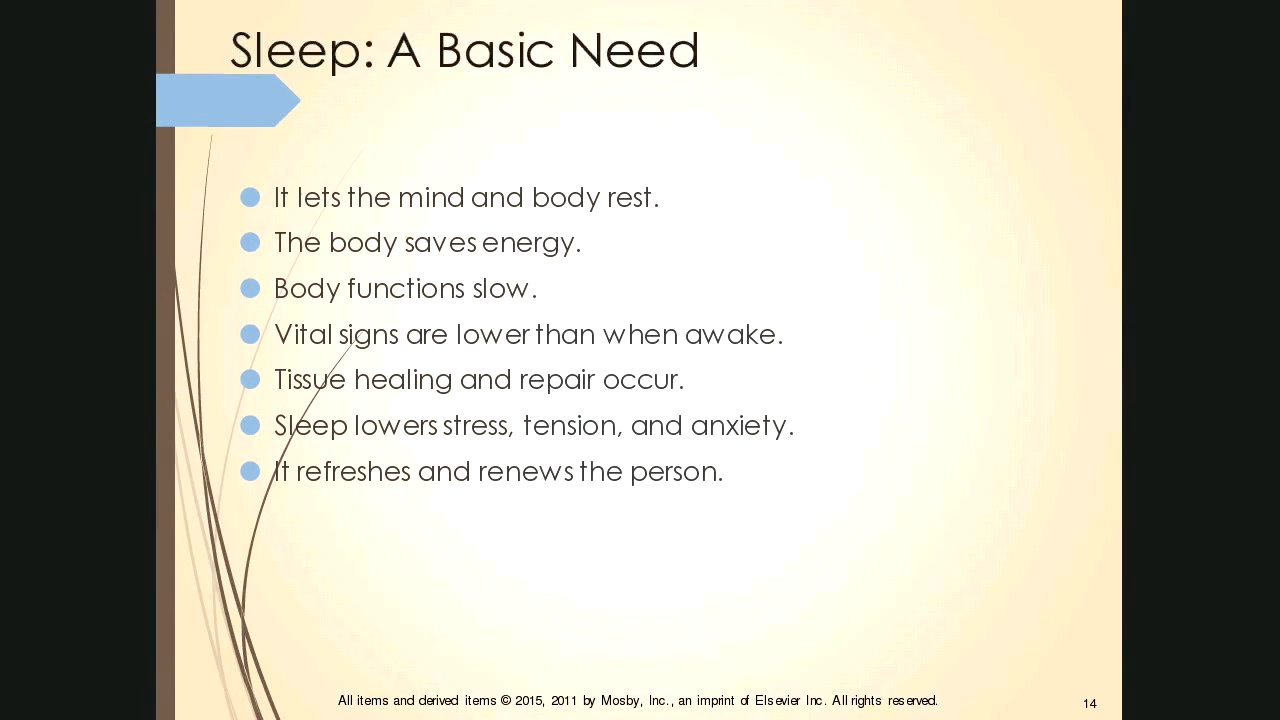 Sleep: A Basic Need
It lets the mind and body rest.
The body saves energy.
Body functions slow.
Vital signs are lower than when awake.
Tissue healing and repair occur.
Sleep lowers stress, tension, and anxiety.
It refreshes and renews the person.
All items and derived items © 2015, 2011 by Mosby, Inc., an imprint of Elsevier Inc. All rights reserved.
14